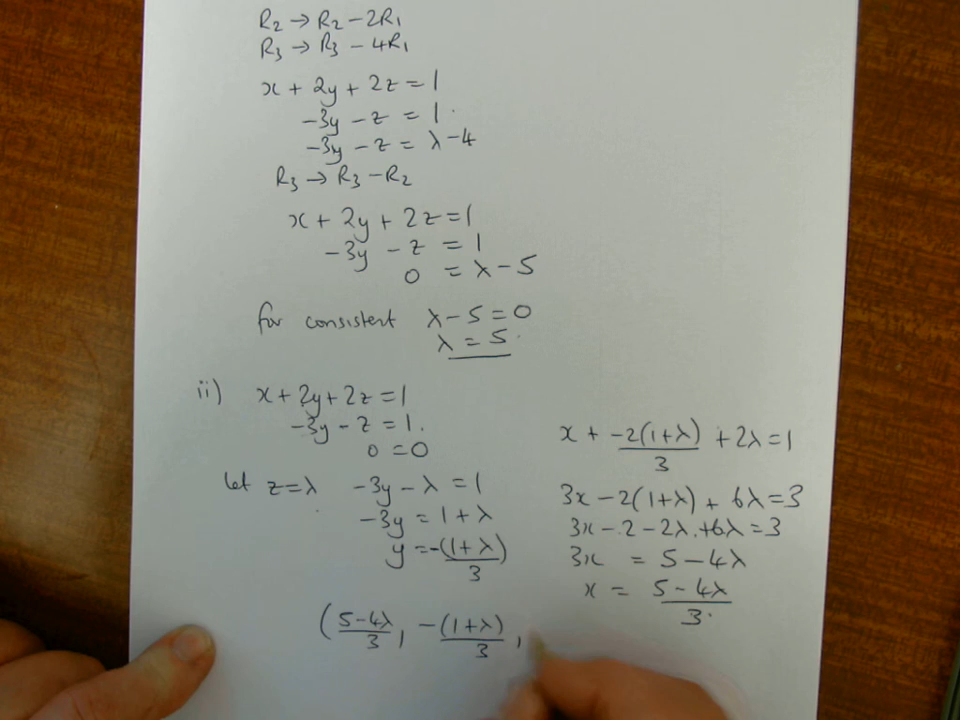 R₂ → R₂ − 2R₁
R₃ → R₃ − 4R₁
x + 2y + 2z = 1
−3y − z = 1.
−3y − z = λ − 4
R₃ → R₃ − R₂
x + 2y + 2z = 1
−3y − z = 1
0 = λ − 5
for consistent λ − 5 = 0
λ = 5.
ii) x + 2y + 2z = 1
−3y − z = 1.
0 = 0
let z = λ −3y − λ = 1
−3y = 1 + λ
y = −(1+λ)/3
x + −2(1+λ)/3 + 2λ = 1
3x − 2(1+λ) + 6λ = 3
3x − 2 − 2λ + 6λ = 3
3x = 5 − 4λ
x = 5 − 4λ/3.
(5−4λ/3, −(1+λ)/3,